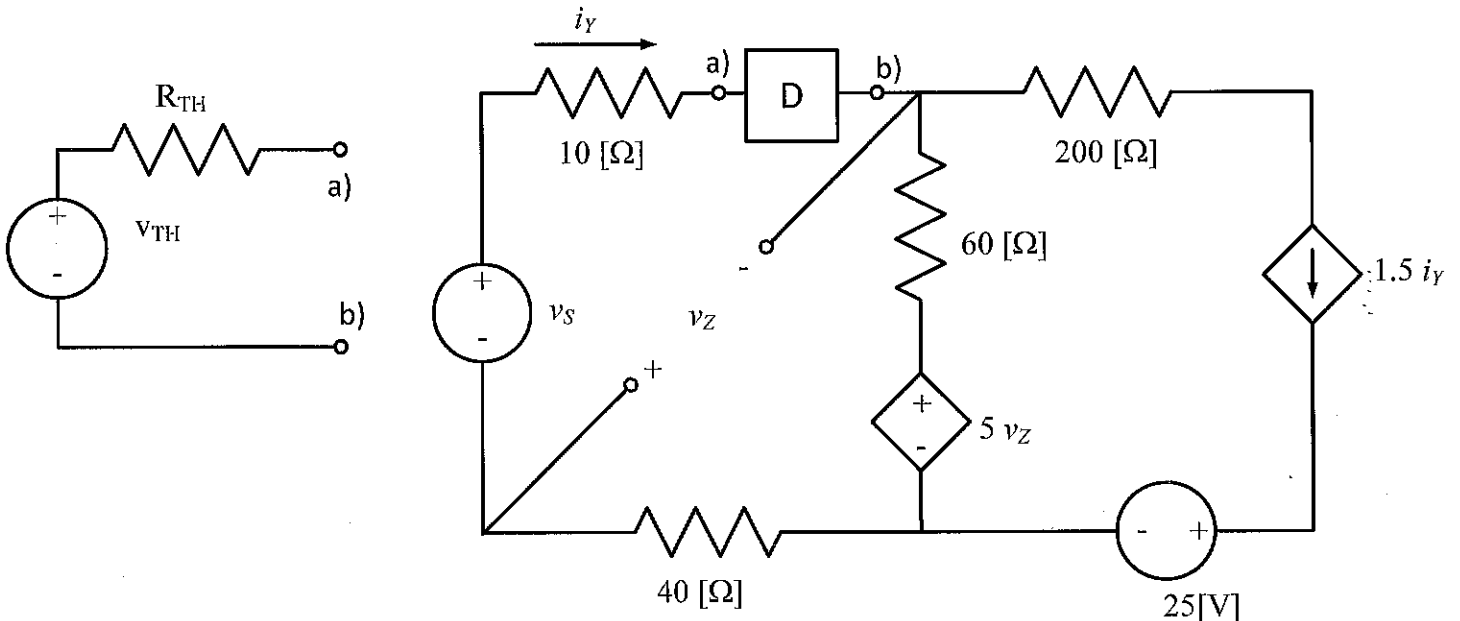 i_Y
a)
b)
D
R_TH
10 [Ω]
200 [Ω]
a)
+
v_TH
-
60 [Ω]
-
+
v_S
-
v_Z
1.5 i_Y
b)
+
+
-
5 v_Z
40 [Ω]
-
+
25[V]